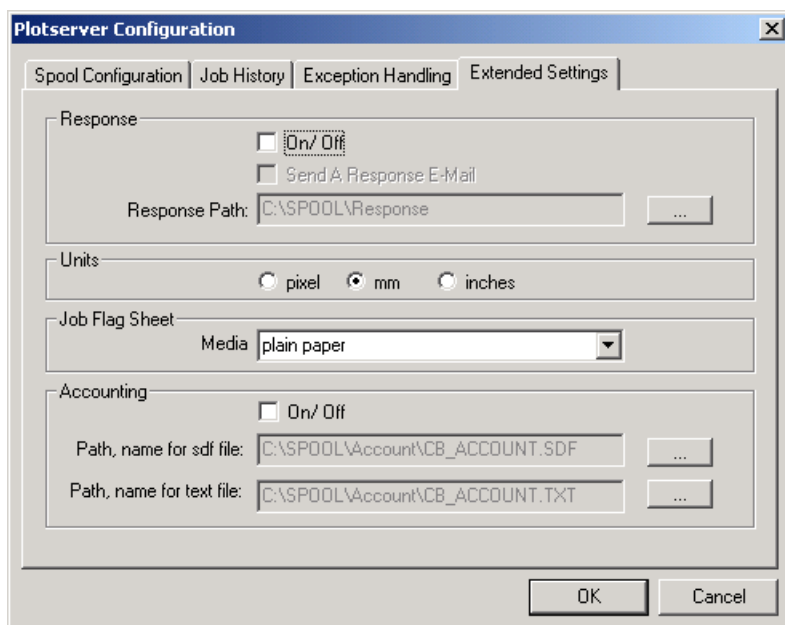 Plotserver Configuration
Spool Configuration Job History Exception Handling Extended Settings
Response
On/ Off
Send A Response E-Mail
Response Path: C:\SPOOL\Response ...
Units
pixel mm inches
Job Flag Sheet
Media plain paper
Accounting
On/ Off
Path, name for sdf file: C:\SPOOL\Account\CB_ACCOUNT.SDF ...
Path, name for text file: C:\SPOOL\Account\CB_ACCOUNT.TXT ...
OK Cancel